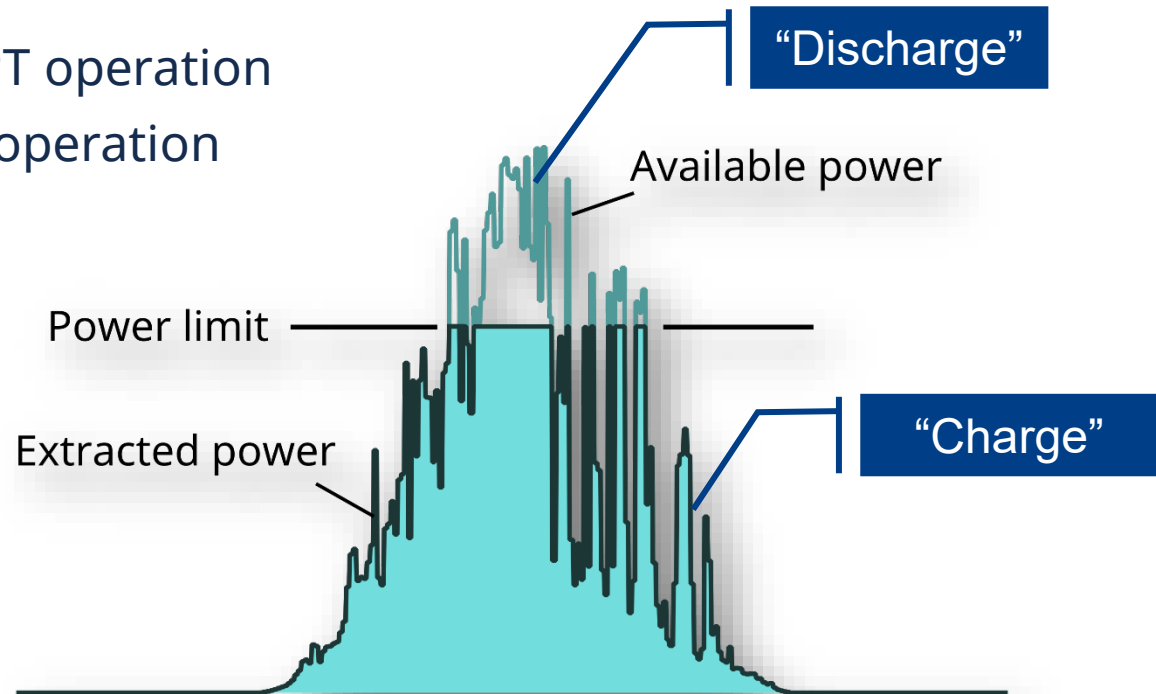 “Discharge”
T operation
operation
Available power
Power limit
“Charge”
Extracted power